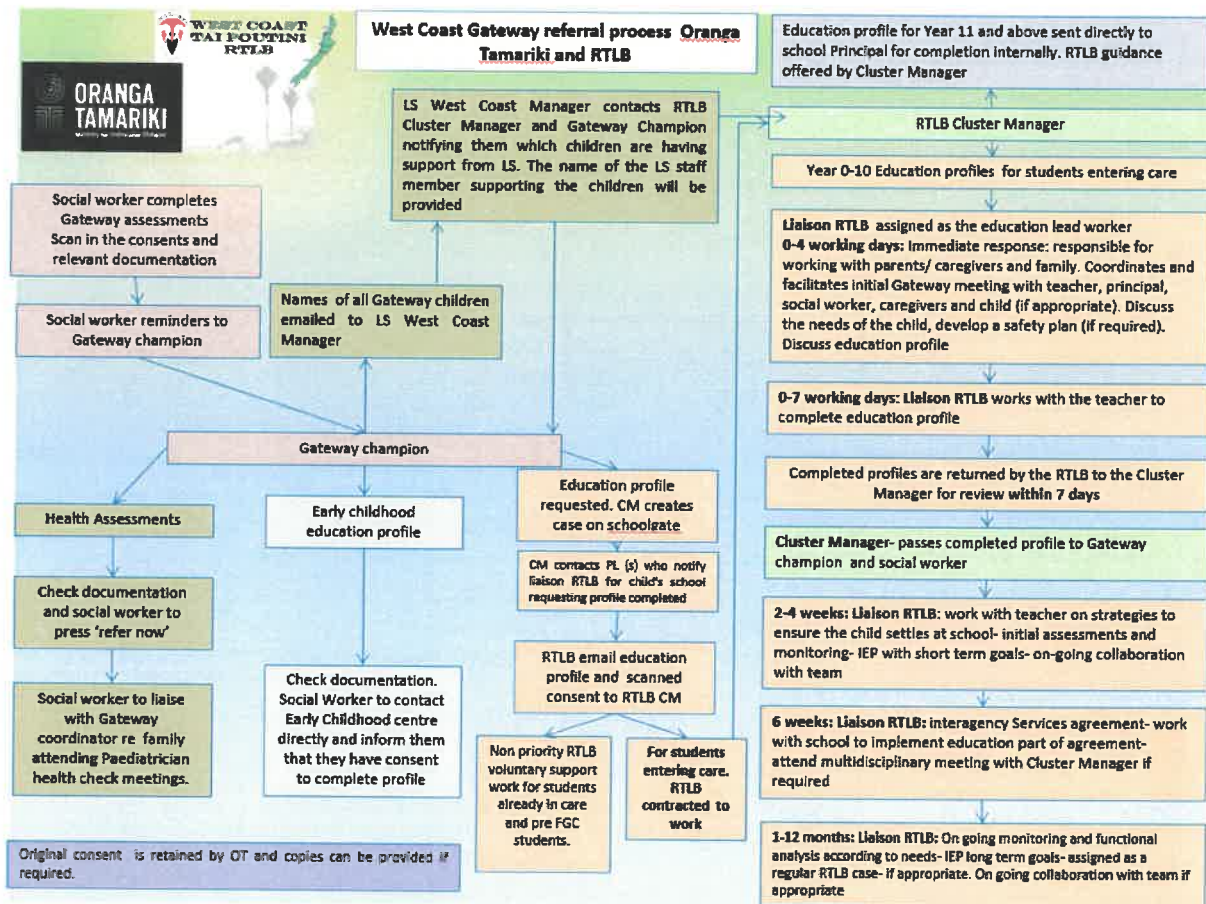 WEST COAST
TAI POUTINI
RTLB
ORANGA
TAMARIKI
West Coast Gateway referral process Oranga
Tamariki and RTLB
Education profile for Year 11 and above sent directly to
school Principal for completion internally. RTLB guidance
offered by Cluster Manager
LS West Coast Manager contacts RTLB
Cluster Manager and Gateway Champion
notifying them which children are having
support from LS. The name of the LS staff
member supporting the children will be
provided
RTLB Cluster Manager
Year 0-10 Education profiles for students entering care
Social worker completes
Gateway assessments
Scan in the consents and
relevant documentation
Social worker reminders to
Gateway champion
Names of all Gateway children
emailed to LS West Coast
Manager
Liaison RTLB assigned as the education lead worker
0-4 working days: Immediate response: responsible for
working with parents/ caregivers and family. Coordinates and
facilitates initial Gateway meeting with teacher, principal,
social worker, caregivers and child (if appropriate). Discuss
the needs of the child, develop a safety plan (if required).
Discuss education profile
0-7 working days: Liaison RTLB works with the teacher to
complete education profile
Gateway champion
Completed profiles are returned by the RTLB to the Cluster
Manager for review within 7 days
Health Assessments
Early childhood
education profile
Education profile
requested. CM creates
case on schoolgate
Cluster Manager- passes completed profile to Gateway
champion and social worker
Check documentation
and social worker to
press 'refer now'
CM contacts PL (s) who notify
liaison RTLB for child's school
requesting profile completed
2-4 weeks: Liaison RTLB: work with teacher on strategies to
ensure the child settles at school- initial assessments and
monitoring- IEP with short term goals- on-going collaboration
with team
Social worker to liaise
with Gateway
coordinator re family
attending Paediatrician
health check meetings.
Check documentation.
Social Worker to contact
Early Childhood centre
directly and inform them
that they have consent
to complete profile
RTLB email education
profile and scanned
consent to RTLB CM
6 weeks: Liaison RTLB: interagency Services agreement- work
with school to implement education part of agreement-
attend multidisciplinary meeting with Cluster Manager if
required
Non priority RTLB
voluntary support
work for students
already in care
and pre FGC
students.
For students
entering care.
RTLB
contracted to
work
1-12 months: Liaison RTLB: On going monitoring and functional
analysis according to needs- IEP long term goals- assigned as a
regular RTLB case- if appropriate. On going collaboration with team if
appropriate
Original consent is retained by OT and copies can be provided if
required.